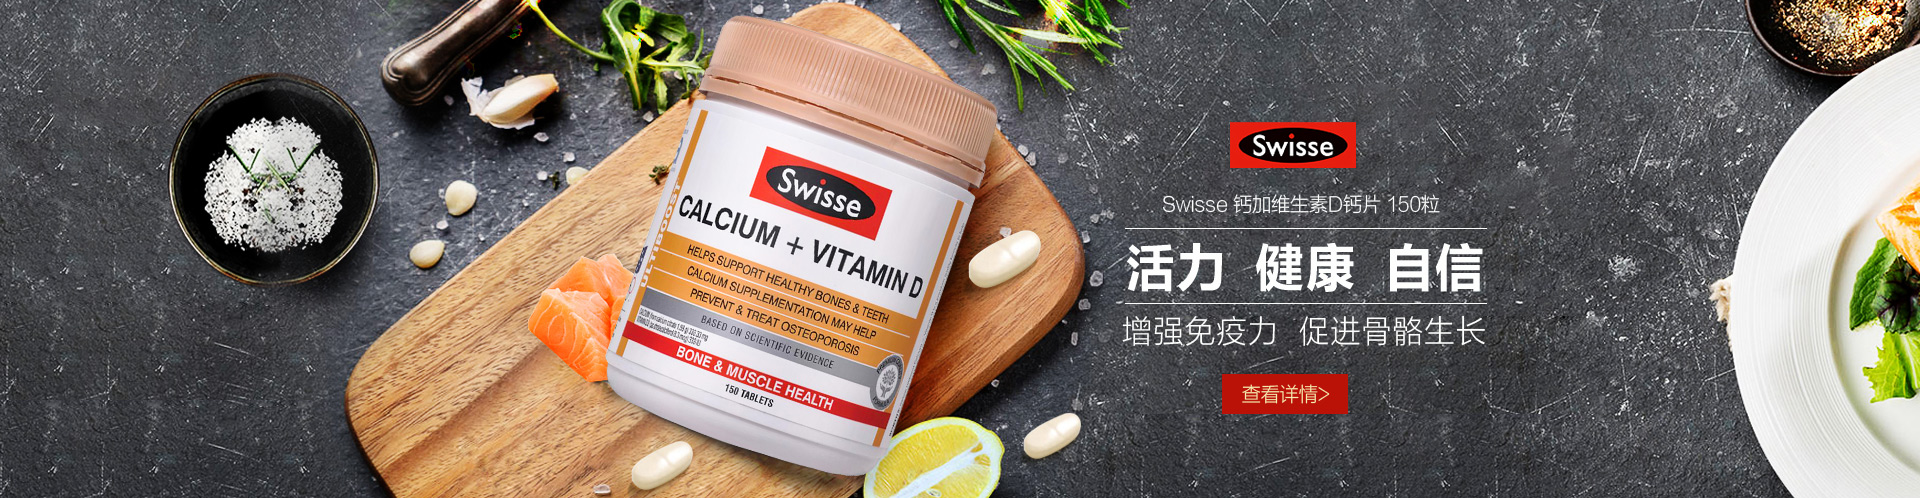 Swisse
CALCIUM + VITAMIN D
HELPS SUPPORT HEALTHY BONES & TEETH
CALCIUM SUPPLEMENTATION MAY HELP
PREVENT & TREAT OSTEOPOROSIS
BASED ON SCIENTIFIC EVIDENCE
BONE & MUSCLE HEALTH
150 TABLETS
ULTIBOOST
Swisse
Swisse 钙加维生素D钙片 150粒
活力 健康 自信
增强免疫力 促进骨骼生长
查看详情>